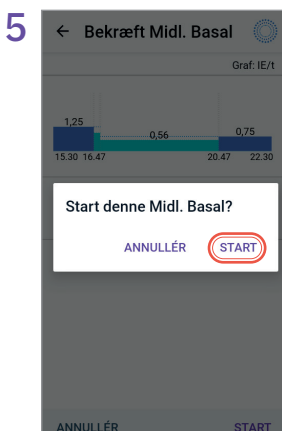 5
← Bekræft Midl. Basal
Graf: IE/t
1,25
0,56
0,75
15.30 16.47 20.47 22.30
Start denne Midl. Basal?
ANNULLÉR START
ANNULLÉR START